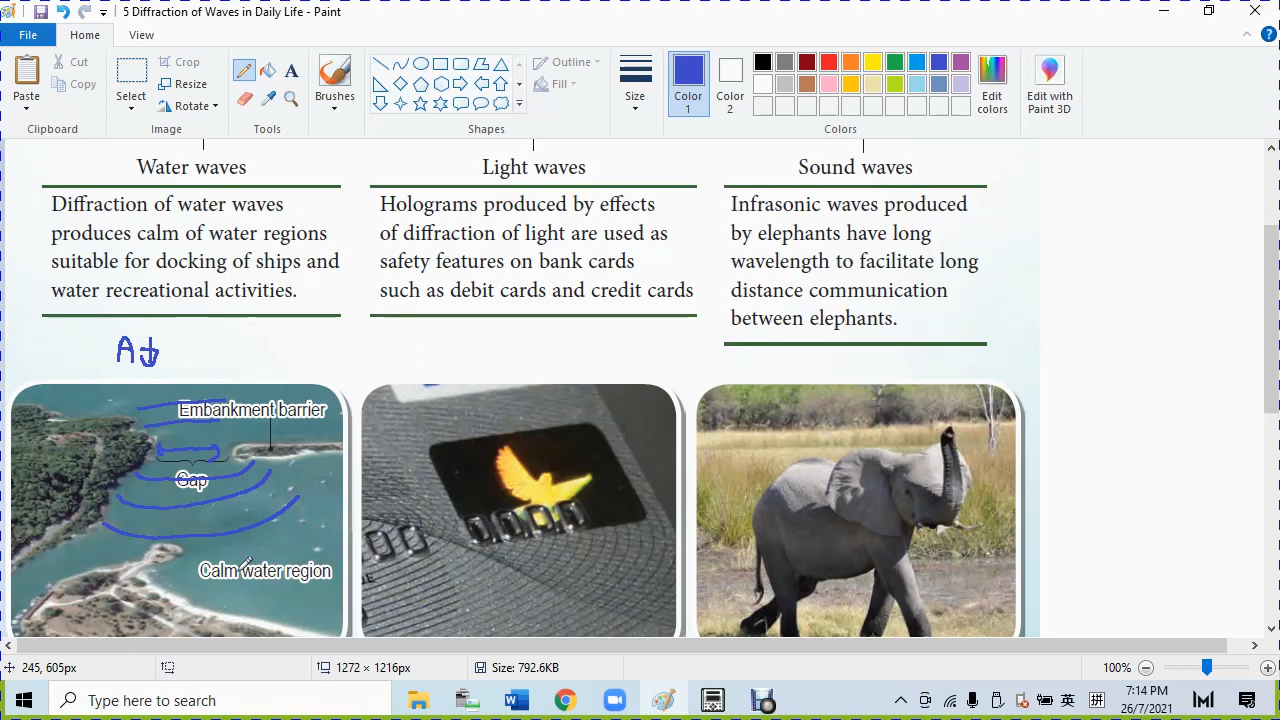 5 Diffraction of Waves in Daily Life - Paint
File
Home
View
Paste
Cut
Copy
Clipboard
Select
Crop
Resize
Rotate
Image
Tools
Brushes
Outline
Fill
Shapes
Size
Color
1
Color
2
Edit
colors
Colors
Edit with
Paint 3D
Water waves
Diffraction of water waves
produces calm of water regions
suitable for docking of ships and
water recreational activities.
Light waves
Holograms produced by effects
of diffraction of light are used as
safety features on bank cards
such as debit cards and credit cards
Sound waves
Infrasonic waves produced
by elephants have long
wavelength to facilitate long
distance communication
between elephants.
A↓
Embankment barrier
Gap
Calm water region
245, 605px
1272 × 1216px
Size: 792.6KB
100%
Type here to search
英
拼
7:14 PM
26/7/2021